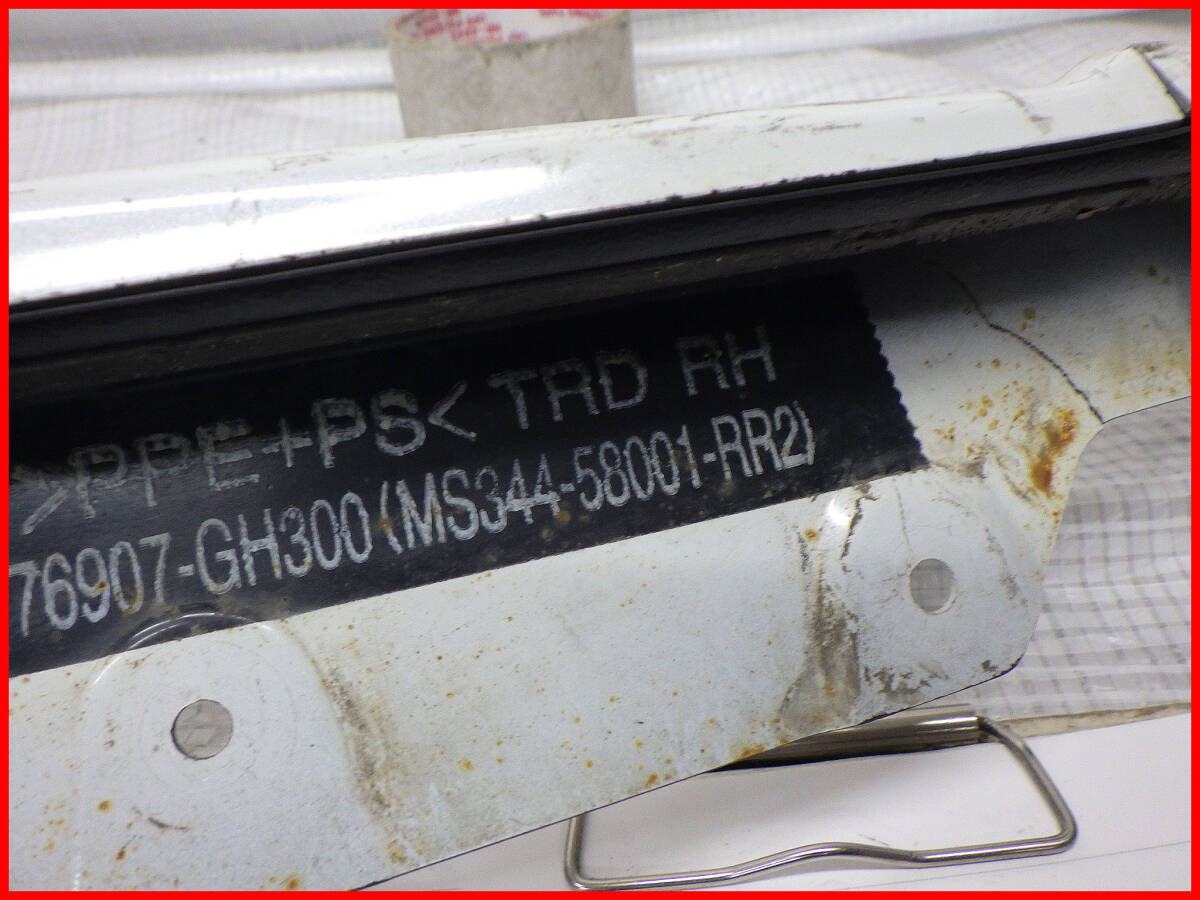 >PPE+PS< TRD RH
76907-GH300(MS344-58001-RR2)